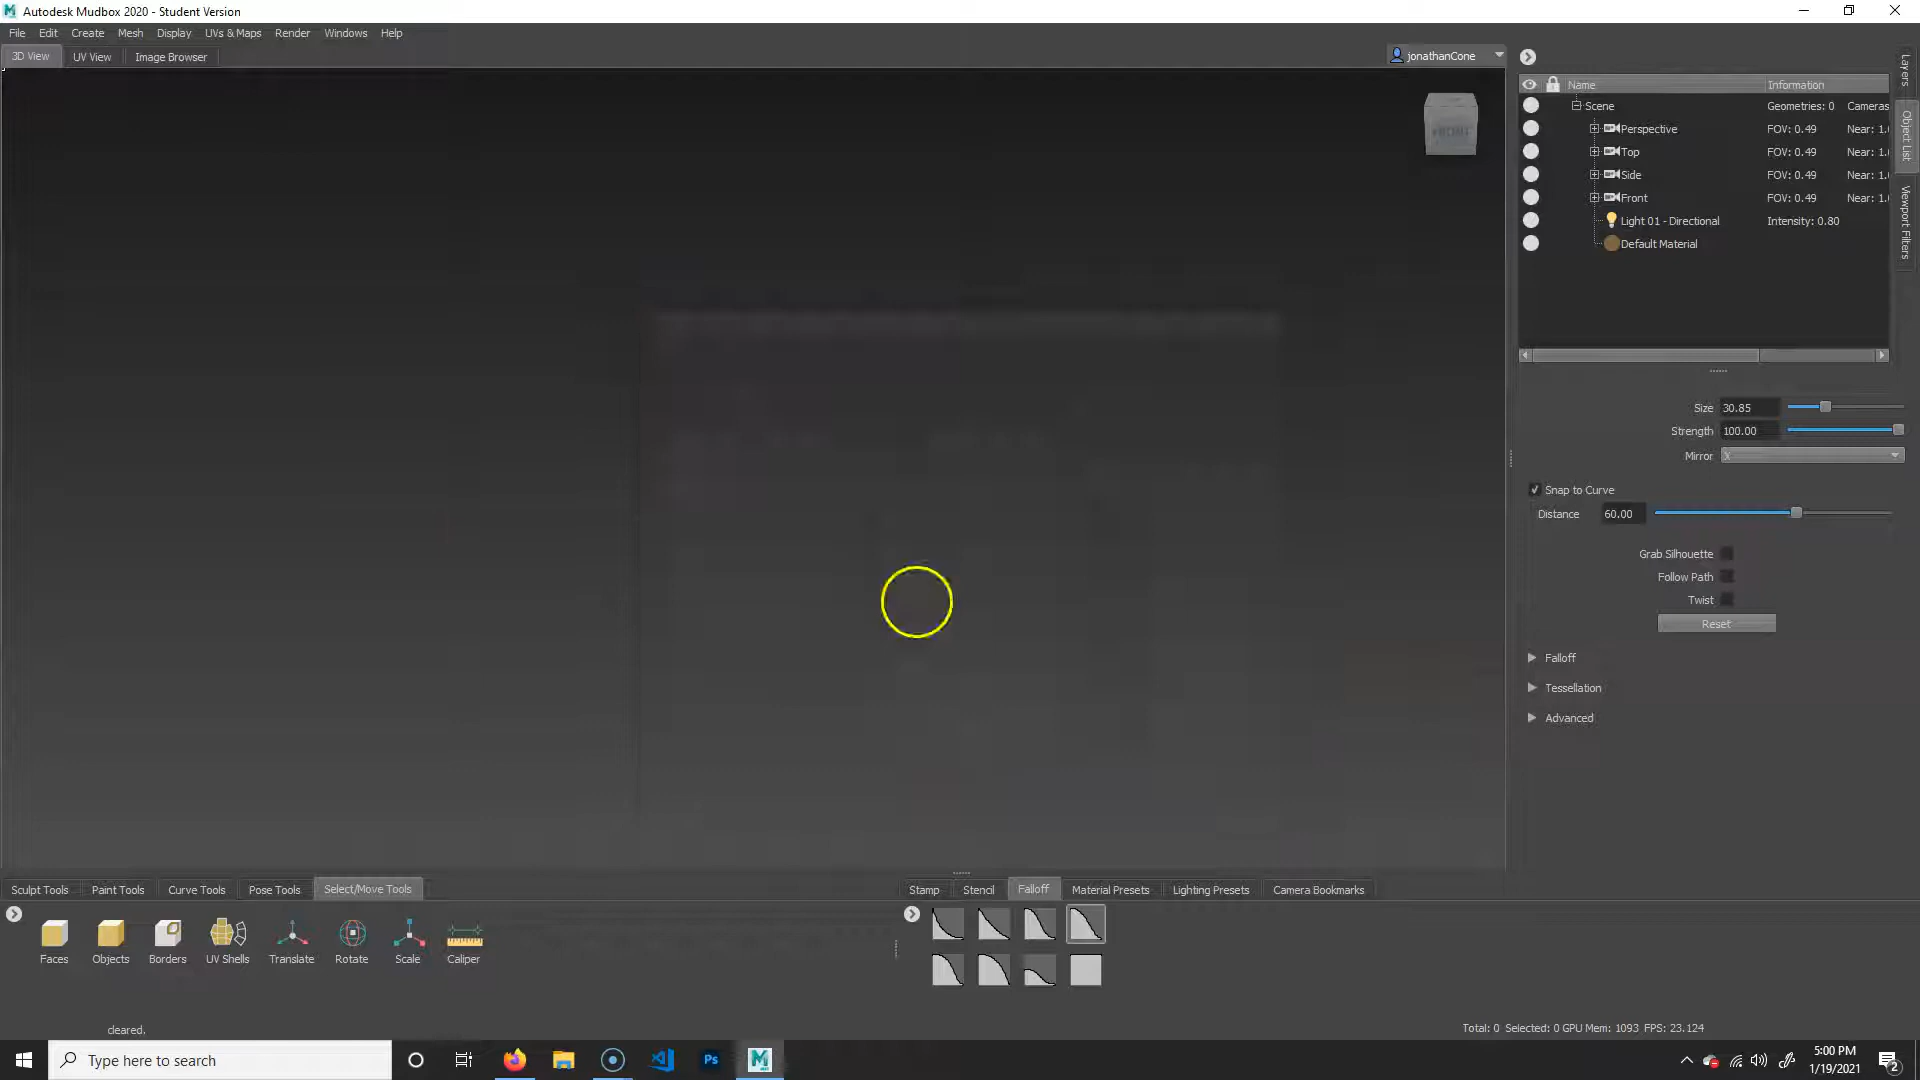 Autodesk Mudbox 2020 - Student Version
File Edit Create Mesh Display UVs & Maps Render Windows Help
3D View UV View Image Browser
jonathanCone
FRONT
Name Information
Scene Geometries: 0 Cameras
Perspective FOV: 0.49 Near: 1.
Top FOV: 0.49 Near: 1.
Side FOV: 0.49 Near: 1.
Front FOV: 0.49 Near: 1.
Light 01 - Directional Intensity: 0.80
Default Material
Layers
Object List
Viewport Filters
Size 30.85
Strength 100.00
Mirror X
Snap to Curve
Distance 60.00
Grab Silhouette
Follow Path
Twist
Reset
Falloff
Tessellation
Advanced
Sculpt Tools Paint Tools Curve Tools Pose Tools Select/Move Tools
Stamp Stencil Falloff Material Presets Lighting Presets Camera Bookmarks
Faces Objects Borders UV Shells Translate Rotate Scale Caliper
cleared.
Total: 0 Selected: 0 GPU Mem: 1093 FPS: 23.124
Type here to search
Ps
5:00 PM
1/19/2021
2